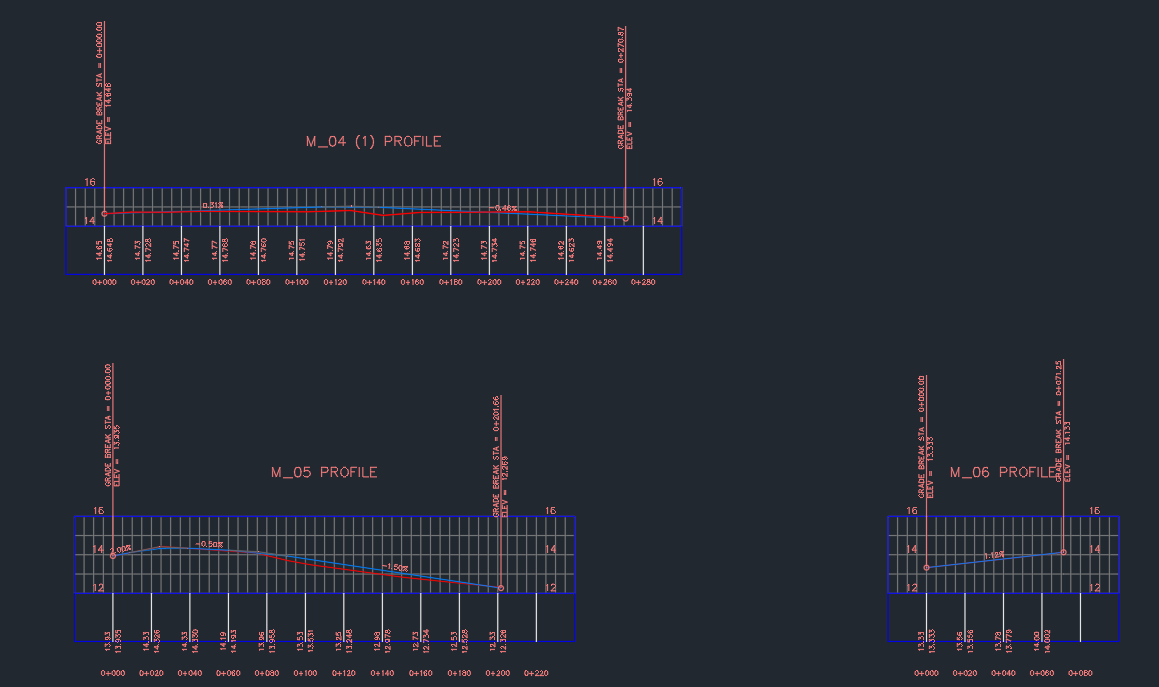 GRADE BREAK STA = 0+000.00
ELEV = 14.648
GRADE BREAK STA = 0+270.87
ELEV = 14.394
M_04 (1) PROFILE
16
16
0.31%
-0.46%
14
14
14.65 14.73 14.75 14.77 14.76 14.75 14.79 14.63 14.68 14.72 14.73 14.75 14.62 14.49
14.648 14.728 14.747 14.768 14.760 14.751 14.792 14.635 14.683 14.723 14.734 14.746 14.623 14.494
0+000 0+020 0+040 0+060 0+080 0+100 0+120 0+140 0+160 0+180 0+200 0+220 0+240 0+260 0+280
GRADE BREAK STA = 0+000.00
ELEV = 13.935
GRADE BREAK STA = 0+201.66
ELEV = 12.269
M_05 PROFILE
16
16
14
2.00%
-0.50%
14
-1.50%
12
12
13.93 14.33 14.33 14.19 13.96 13.53 13.25 12.98 12.73 12.53 12.33
13.935 14.326 14.330 14.193 13.958 13.531 13.248 12.978 12.734 12.528 12.326
0+000 0+020 0+040 0+060 0+080 0+100 0+120 0+140 0+160 0+180 0+200 0+220
GRADE BREAK STA = 0+000.00
ELEV = 13.333
GRADE BREAK STA = 0+071.25
ELEV = 14.133
M_06 PROFILE
16
16
14
1.12%
14
12
12
13.33 13.56 13.78 14.00
13.333 13.556 13.779 14.002
0+000 0+020 0+040 0+060 0+080